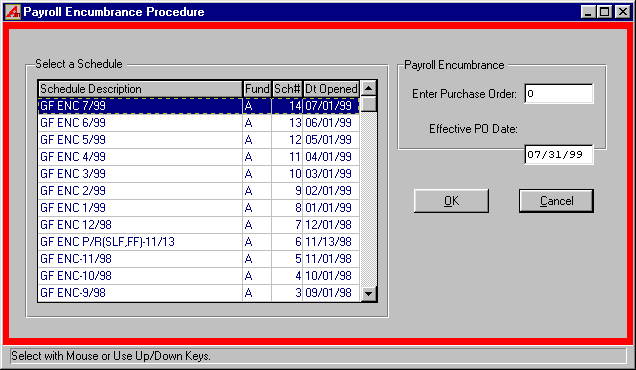 Payroll Encumbrance Procedure
Select a Schedule
Schedule Description Fund Sch# Dt Opened
GF ENC 7/99 A 14 07/01/99
GF ENC 6/99 A 13 06/01/99
GF ENC 5/99 A 12 05/01/99
GF ENC 4/99 A 11 04/01/99
GF ENC 3/99 A 10 03/01/99
GF ENC 2/99 A 9 02/01/99
GF ENC 1/99 A 8 01/01/99
GF ENC 12/98 A 7 12/01/98
GF ENC P/R(SLF,FF)-11/13 A 6 11/13/98
GF ENC-11/98 A 5 11/01/98
GF ENC-10/98 A 4 10/01/98
GF ENC-9/98 A 3 09/01/98
Payroll Encumbrance
Enter Purchase Order: 0
Effective PO Date:
07/31/99
OK Cancel
Select with Mouse or Use Up/Down Keys.